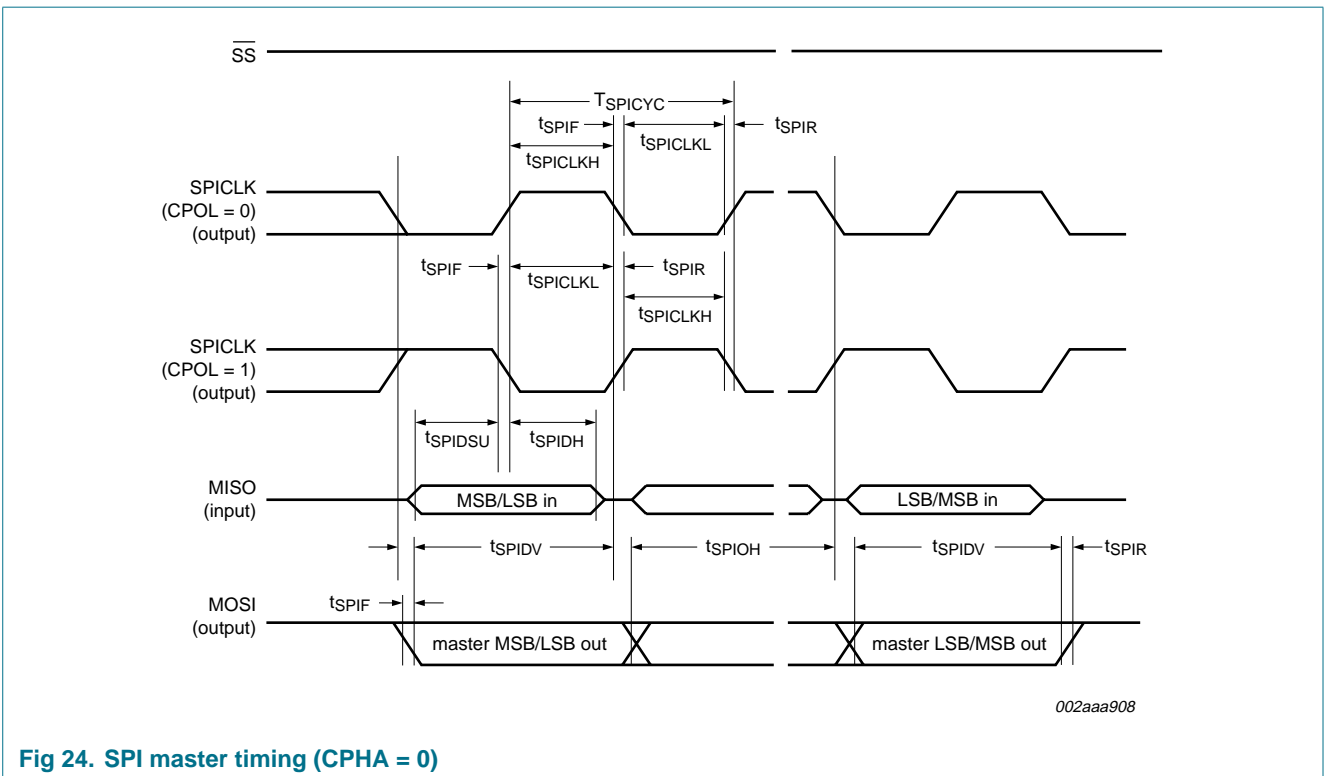 SS
TSPICYC
tSPIF
tSPICLKL
tSPIR
tSPICLKH
SPICLK
(CPOL = 0)
(output)
tSPIF
tSPICLKL
tSPIR
tSPICLKH
SPICLK
(CPOL = 1)
(output)
tSPIDSU
tSPIDH
MISO
(input)
MSB/LSB in
LSB/MSB in
tSPIDV
tSPIOH
tSPIDV
tSPIR
tSPIF
MOSI
(output)
master MSB/LSB out
master LSB/MSB out
002aaa908
Fig 24. SPI master timing (CPHA = 0)